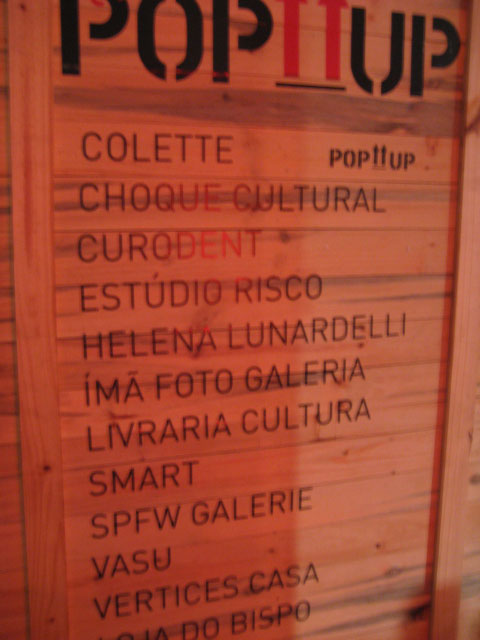 POP UP
COLETTE
POP UP
CHOQUE CULTURAL
CURODENT
ESTÚDIO RISCO
HELENA LUNARDELLI
ÍMÃ FOTO GALERIA
LIVRARIA CULTURA
SMART
SPFW GALERIE
VASU
VERTICES CASA
LOJA DO BISPO